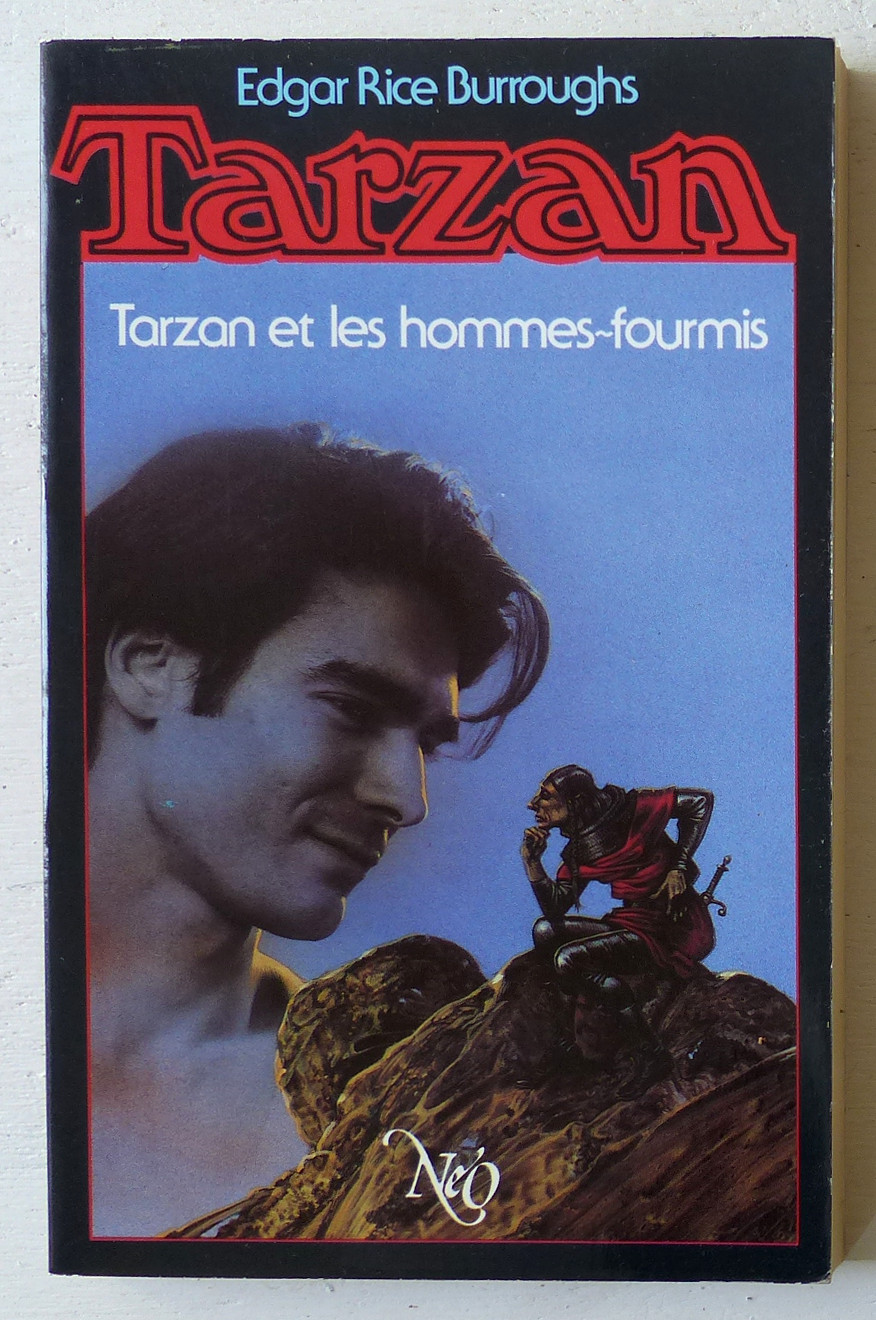 Edgar Rice Burroughs
Tarzan
Tarzan et les hommes~fourmis
NéO